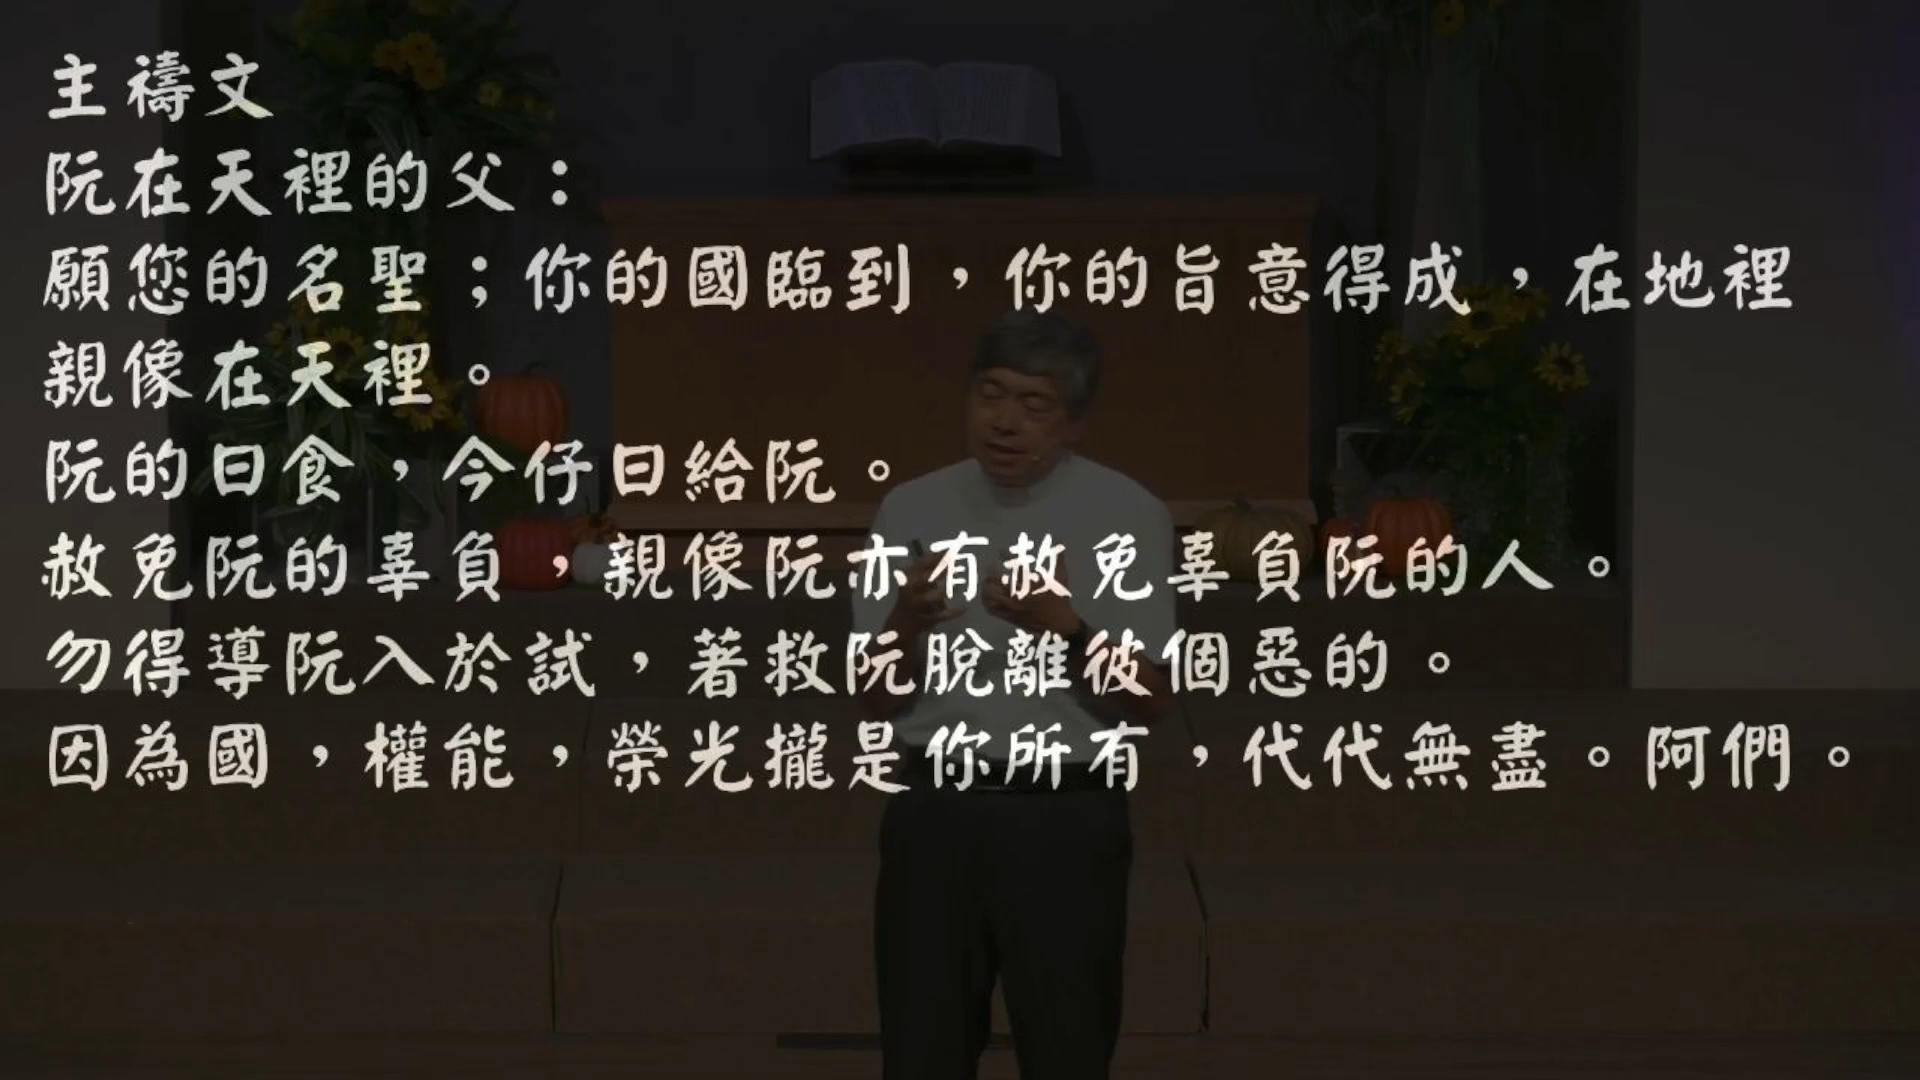 主禱文
阮在天裡的父：
願您的名聖；你的國臨到，你的旨意得成，在地裡
親像在天裡。
阮的日食，今仔日給阮。
赦免阮的辜負，親像阮亦有赦免辜負阮的人。
勿得導阮入於試，著救阮脫離彼個惡的。
因為國，權能，榮光攏是你所有，代代無盡。阿們。